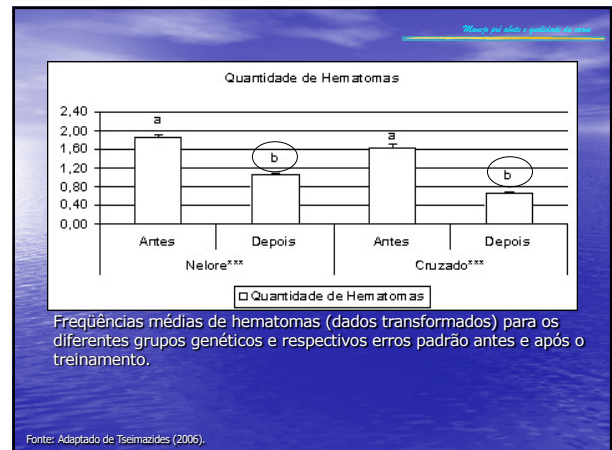 Manejo pré abate e qualidade da carne
Quantidade de Hematomas
2,40
2,00
1,60
1,20
0,80
0,40
0,00
a
b
a
b
Antes Depois Antes Depois
Nelore*** Cruzado***
Quantidade de Hematomas
Freqüências médias de hematomas (dados transformados) para os
diferentes grupos genéticos e respectivos erros padrão antes e após o
treinamento.
Fonte: Adaptado de Tseimazides (2006).